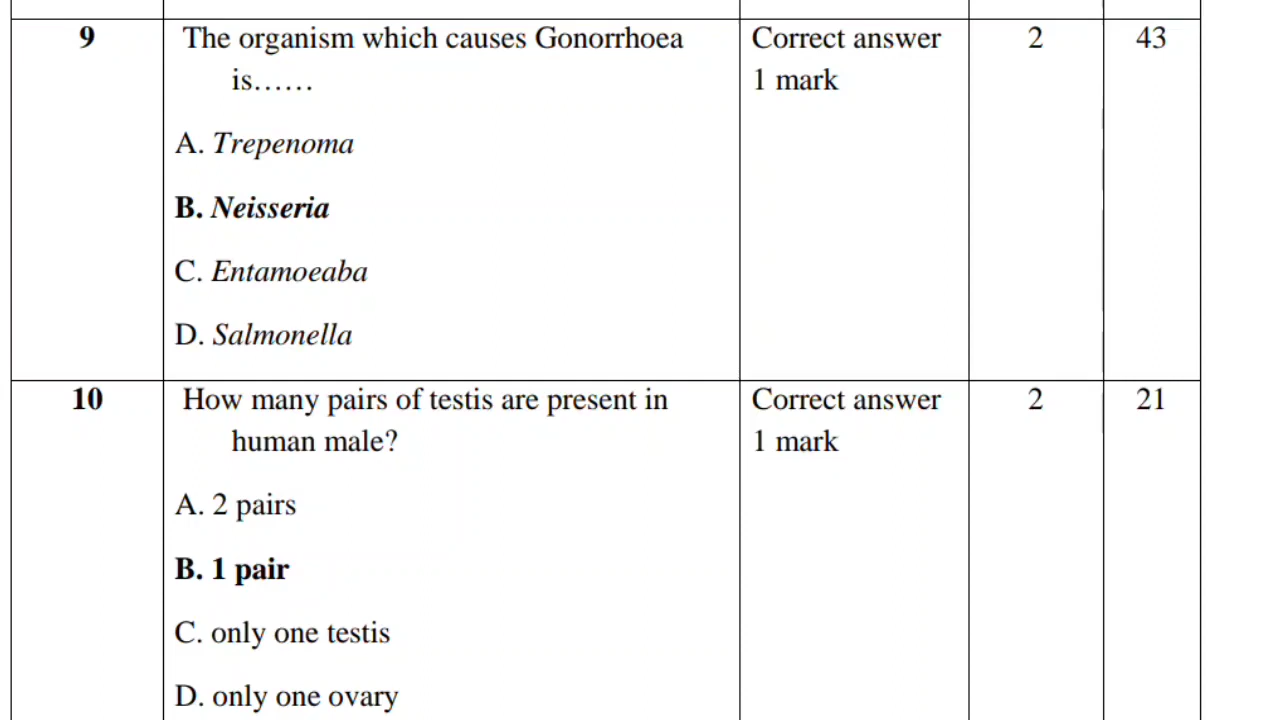 9
The organism which causes Gonorrhoea
is……
A. Trepenoma
B. Neisseria
C. Entamoeaba
D. Salmonella
Correct answer
1 mark
2
43
10
How many pairs of testis are present in
human male?
A. 2 pairs
B. 1 pair
C. only one testis
D. only one ovary
Correct answer
1 mark
2
21